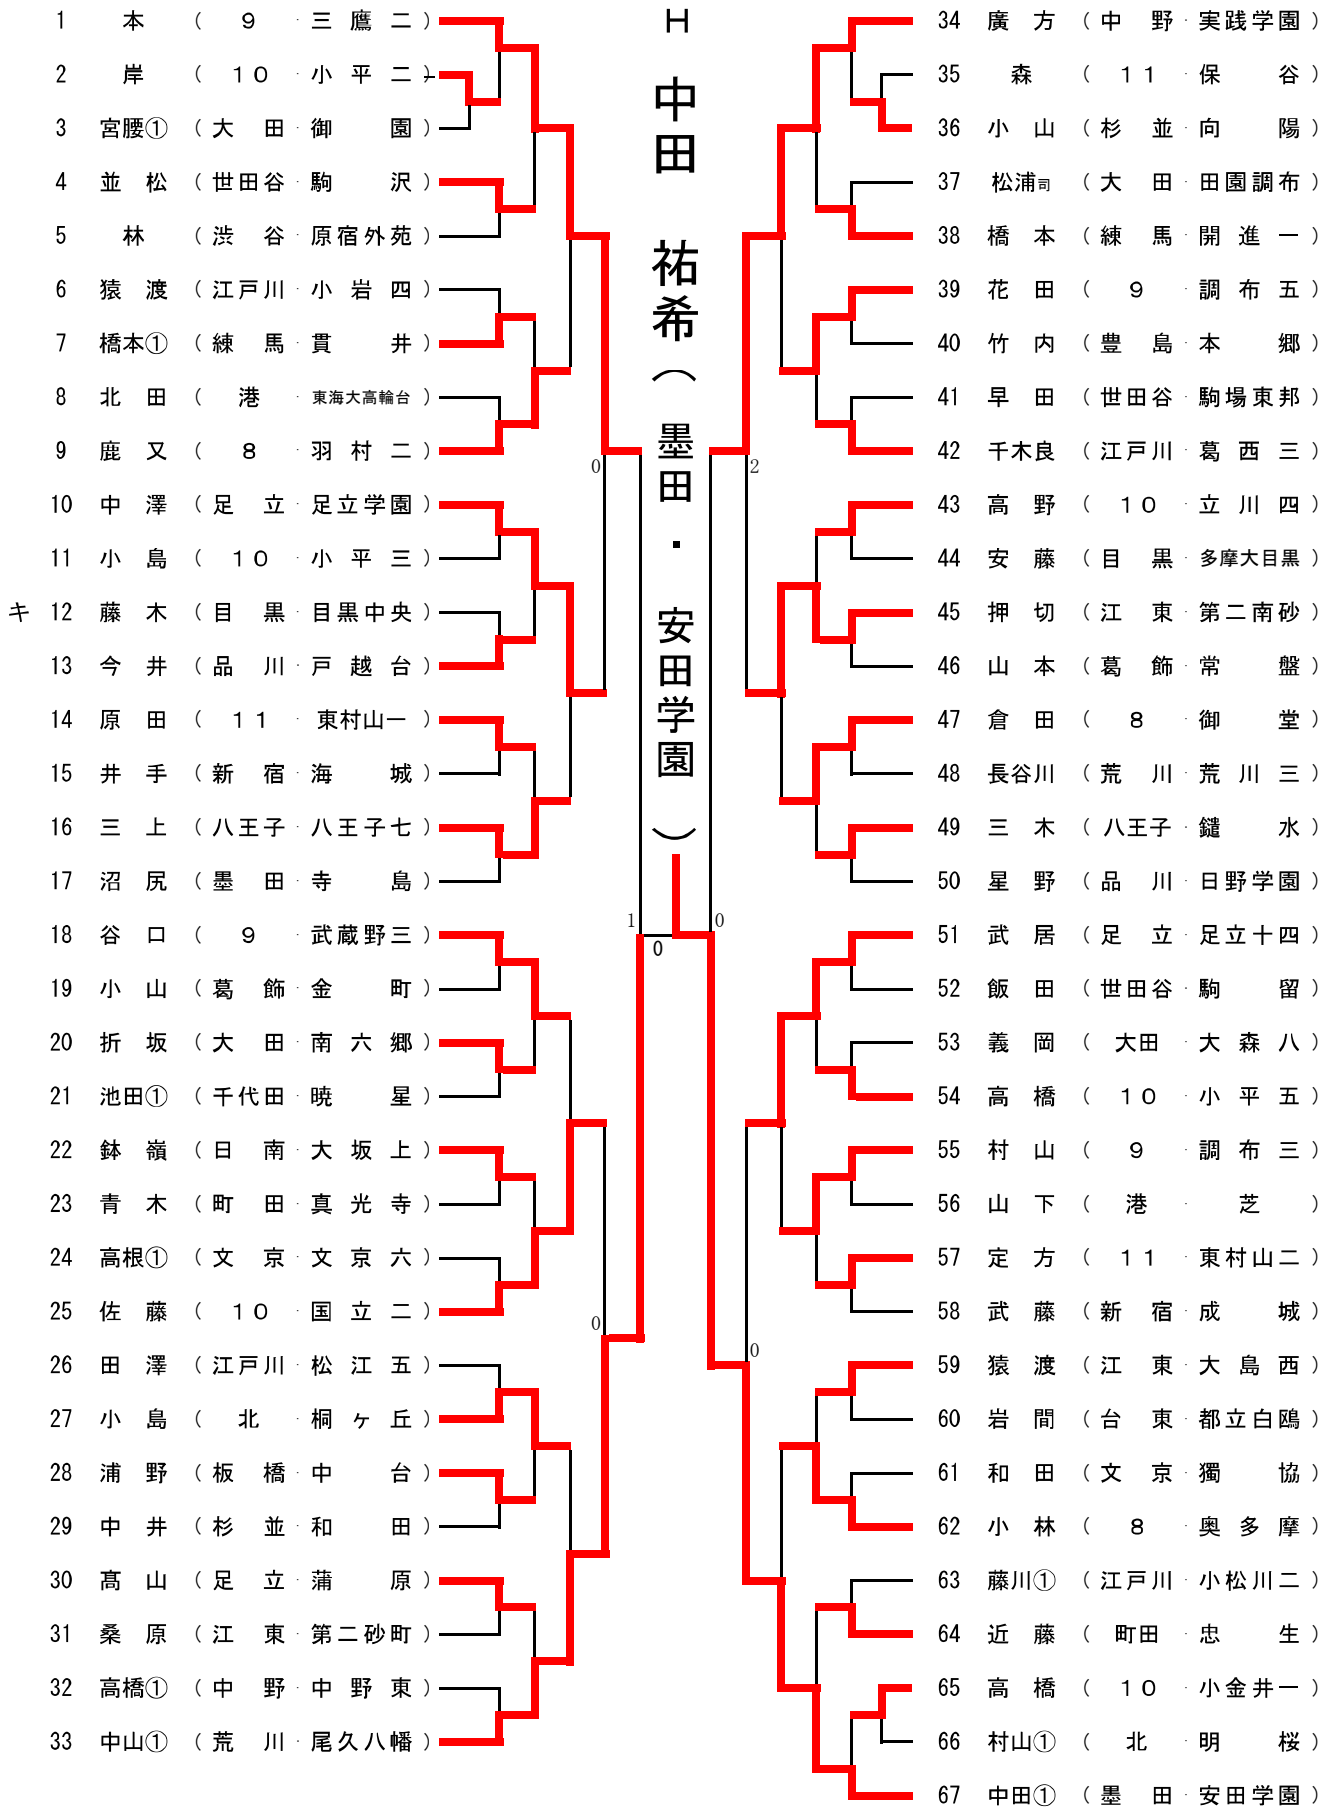 1 本 ( 9 ・ 三鷹二 )
2 岸 ( 10 ・ 小平二 )
3 宮腰① ( 大田 ・ 御園 )
4 並松 ( 世田谷 ・ 駒沢 )
5 林 ( 渋谷 ・ 原宿外苑 )
6 猿渡 ( 江戸川 ・ 小岩四 )
7 橋本① ( 練馬 ・ 貫井 )
8 北田 ( 港 ・ 東海大高輪台 )
9 鹿又 ( 8 ・ 羽村二 )
10 中澤 ( 足立 ・ 足立学園 )
11 小島 ( 10 ・ 小平三 )
キ 12 藤木 ( 目黒 ・ 目黒中央 )
13 今井 ( 品川 ・ 戸越台 )
14 原田 ( 11 ・ 東村山一 )
15 井手 ( 新宿 ・ 海城 )
16 三上 ( 八王子 ・ 八王子七 )
17 沼尻 ( 墨田 ・ 寺島 )
18 谷口 ( 9 ・ 武蔵野三 )
19 小山 ( 葛飾 ・ 金町 )
20 折坂 ( 大田 ・ 南六郷 )
21 池田① ( 千代田 ・ 暁星 )
22 鉢嶺 ( 日南 ・ 大坂上 )
23 青木 ( 町田 ・ 真光寺 )
24 高根① ( 文京 ・ 文京六 )
25 佐藤 ( 10 ・ 国立二 )
26 田澤 ( 江戸川 ・ 松江五 )
27 小島 ( 北 ・ 桐ヶ丘 )
28 浦野 ( 板橋 ・ 中台 )
29 中井 ( 杉並 ・ 和田 )
30 髙山 ( 足立 ・ 蒲原 )
31 桑原 ( 江東 ・ 第二砂町 )
32 高橋① ( 中野 ・ 中野東 )
33 中山① ( 荒川 ・ 尾久八幡 )
H 中田 祐希(墨田・安田学園)
0
2
1
0
0
0
0
34 廣方 ( 中野 ・ 実践学園 )
35 森 ( 11 ・ 保谷 )
36 小山 ( 杉並 ・ 向陽 )
37 松浦司 ( 大田 ・ 田園調布 )
38 橋本 ( 練馬 ・ 開進一 )
39 花田 ( 9 ・ 調布五 )
40 竹内 ( 豊島 ・ 本郷 )
41 早田 ( 世田谷 ・ 駒場東邦 )
42 千木良 ( 江戸川 ・ 葛西三 )
43 高野 ( 10 ・ 立川四 )
44 安藤 ( 目黒 ・ 多摩大目黒 )
45 押切 ( 江東 ・ 第二南砂 )
46 山本 ( 葛飾 ・ 常盤 )
47 倉田 ( 8 ・ 御堂 )
48 長谷川 ( 荒川 ・ 荒川三 )
49 三木 ( 八王子 ・ 鑓水 )
50 星野 ( 品川 ・ 日野学園 )
51 武居 ( 足立 ・ 足立十四 )
52 飯田 ( 世田谷 ・ 駒留 )
53 義岡 ( 大田 ・ 大森八 )
54 高橋 ( 10 ・ 小平五 )
55 村山 ( 9 ・ 調布三 )
56 山下 ( 港 ・ 芝 )
57 定方 ( 11 ・ 東村山二 )
58 武藤 ( 新宿 ・ 成城 )
59 猿渡 ( 江東 ・ 大島西 )
60 岩間 ( 台東 ・ 都立白鴎 )
61 和田 ( 文京 ・ 獨協 )
62 小林 ( 8 ・ 奥多摩 )
63 藤川① ( 江戸川 ・ 小松川二 )
64 近藤 ( 町田 ・ 忠生 )
65 高橋 ( 10 ・ 小金井一 )
66 村山① ( 北 ・ 明桜 )
67 中田① ( 墨田 ・ 安田学園 )